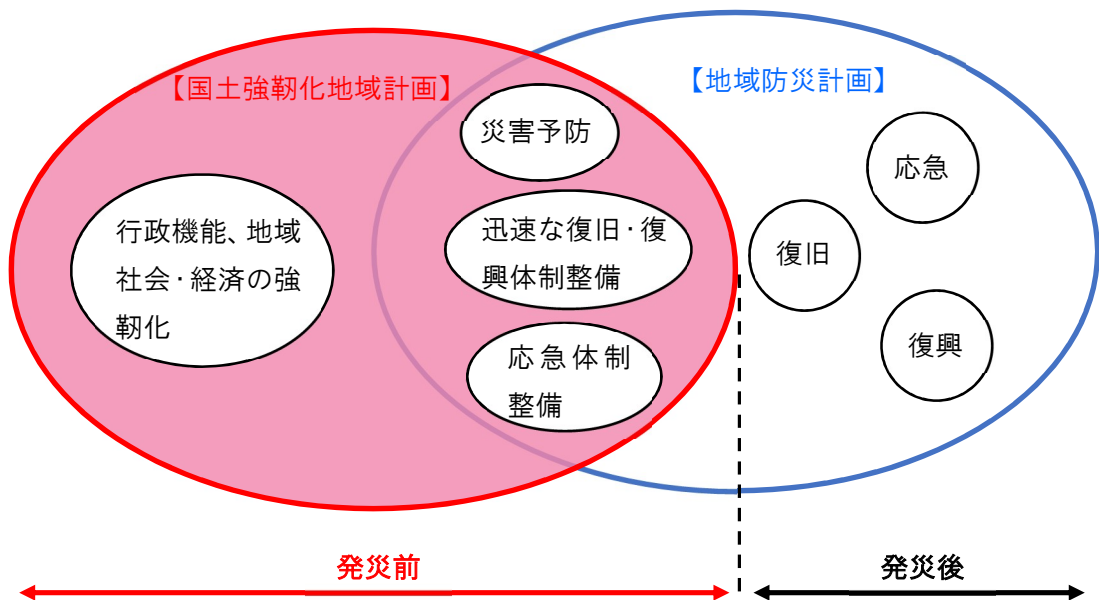 【国土強靭化地域計画】
【地域防災計画】
災害予防
応急
行政機能、地域
社会・経済の強
靭化
迅速な復旧・復
興体制整備
復旧
応急体制
整備
復興
発災前
発災後